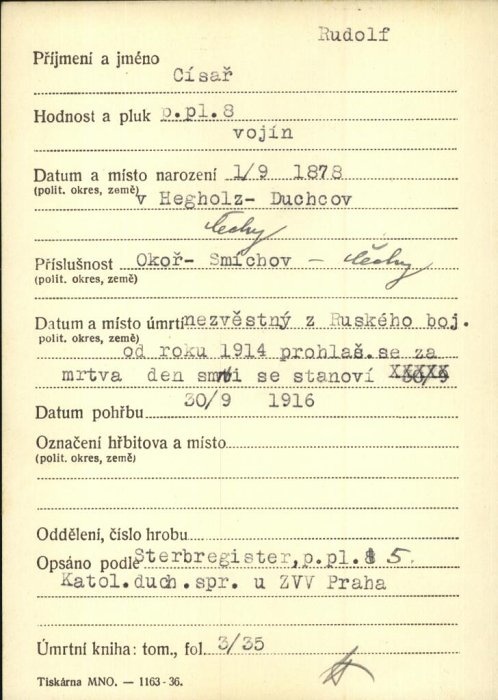 Rudolf
Příjmení a jméno
Císař
Hodnost a pluk p.pl.8
vojín
Datum a místo narození 1/9 1878
(polit. okres, země) v Hegholz- Duchcov
Čechy
Příslušnost Okoř- Smíchov - Čechy
(polit. okres, země)
Datum a místo úmrtí nezvěstný z Ruského boj.
polit. okres, země)
od roku 1914 prohlaš.se za
mrtva den smrti se stanoví 30/9
Datum pohřbu 30/9 1916
Označení hřbitova a místo
(polit. okres, země)
Oddělení, číslo hrobu
Opsáno podle Sterbregister, p.pl. 5.
Katol.duch.spr. u ZVV Praha
Úmrtní kniha: tom., fol. 3/35
Tiskárna MNO. — 1163-36.